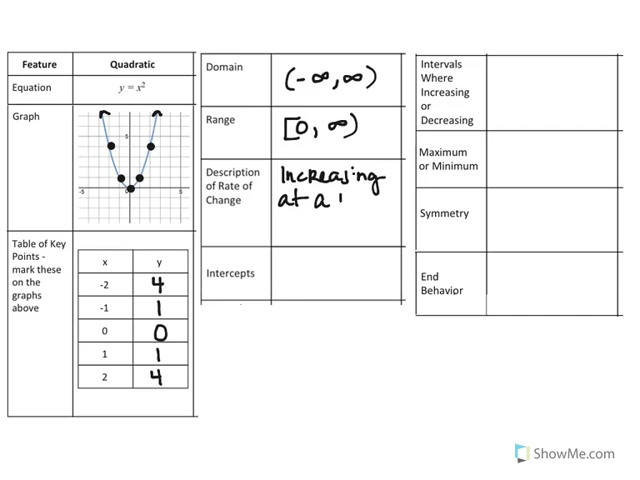 Feature Quadratic
Equation y = x²
Graph
5
-5 0 5
Table of Key
Points -
mark these
on the
graphs
above
x y
-2 4
-1 1
0 0
1 1
2 4
Domain (-∞, ∞)
Range [0, ∞)
Description
of Rate of
Change
Increasing
at a
Intercepts
Intervals
Where
Increasing
or
Decreasing
Maximum
or Minimum
Symmetry
End
Behavior
ShowMe.com